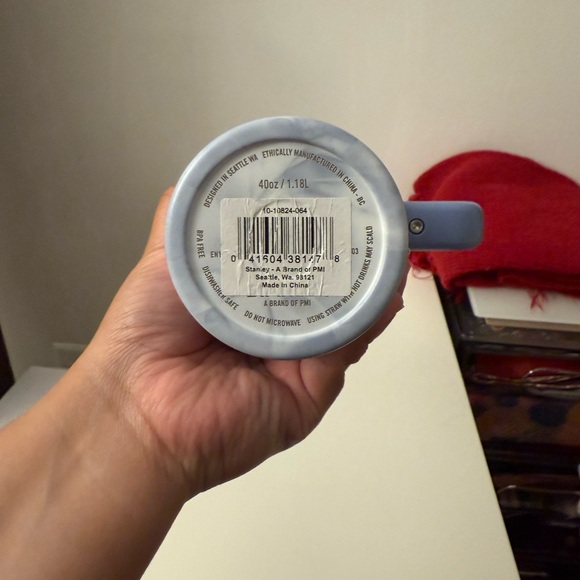 DESIGNED IN SEATTLE WA ETHICALLY MANUFACTURED IN CHINA - BC
40oz / 1.18L
10-10824-064
0 41604 38147 8
Stanley - A Brand of PMI
Seattle, Wa. 98121
Made In China
A BRAND OF PMI
BPA FREE
DISHWASHER SAFE
DO NOT MICROWAVE
USING STRAW WITH HOT DRINKS MAY SCALD